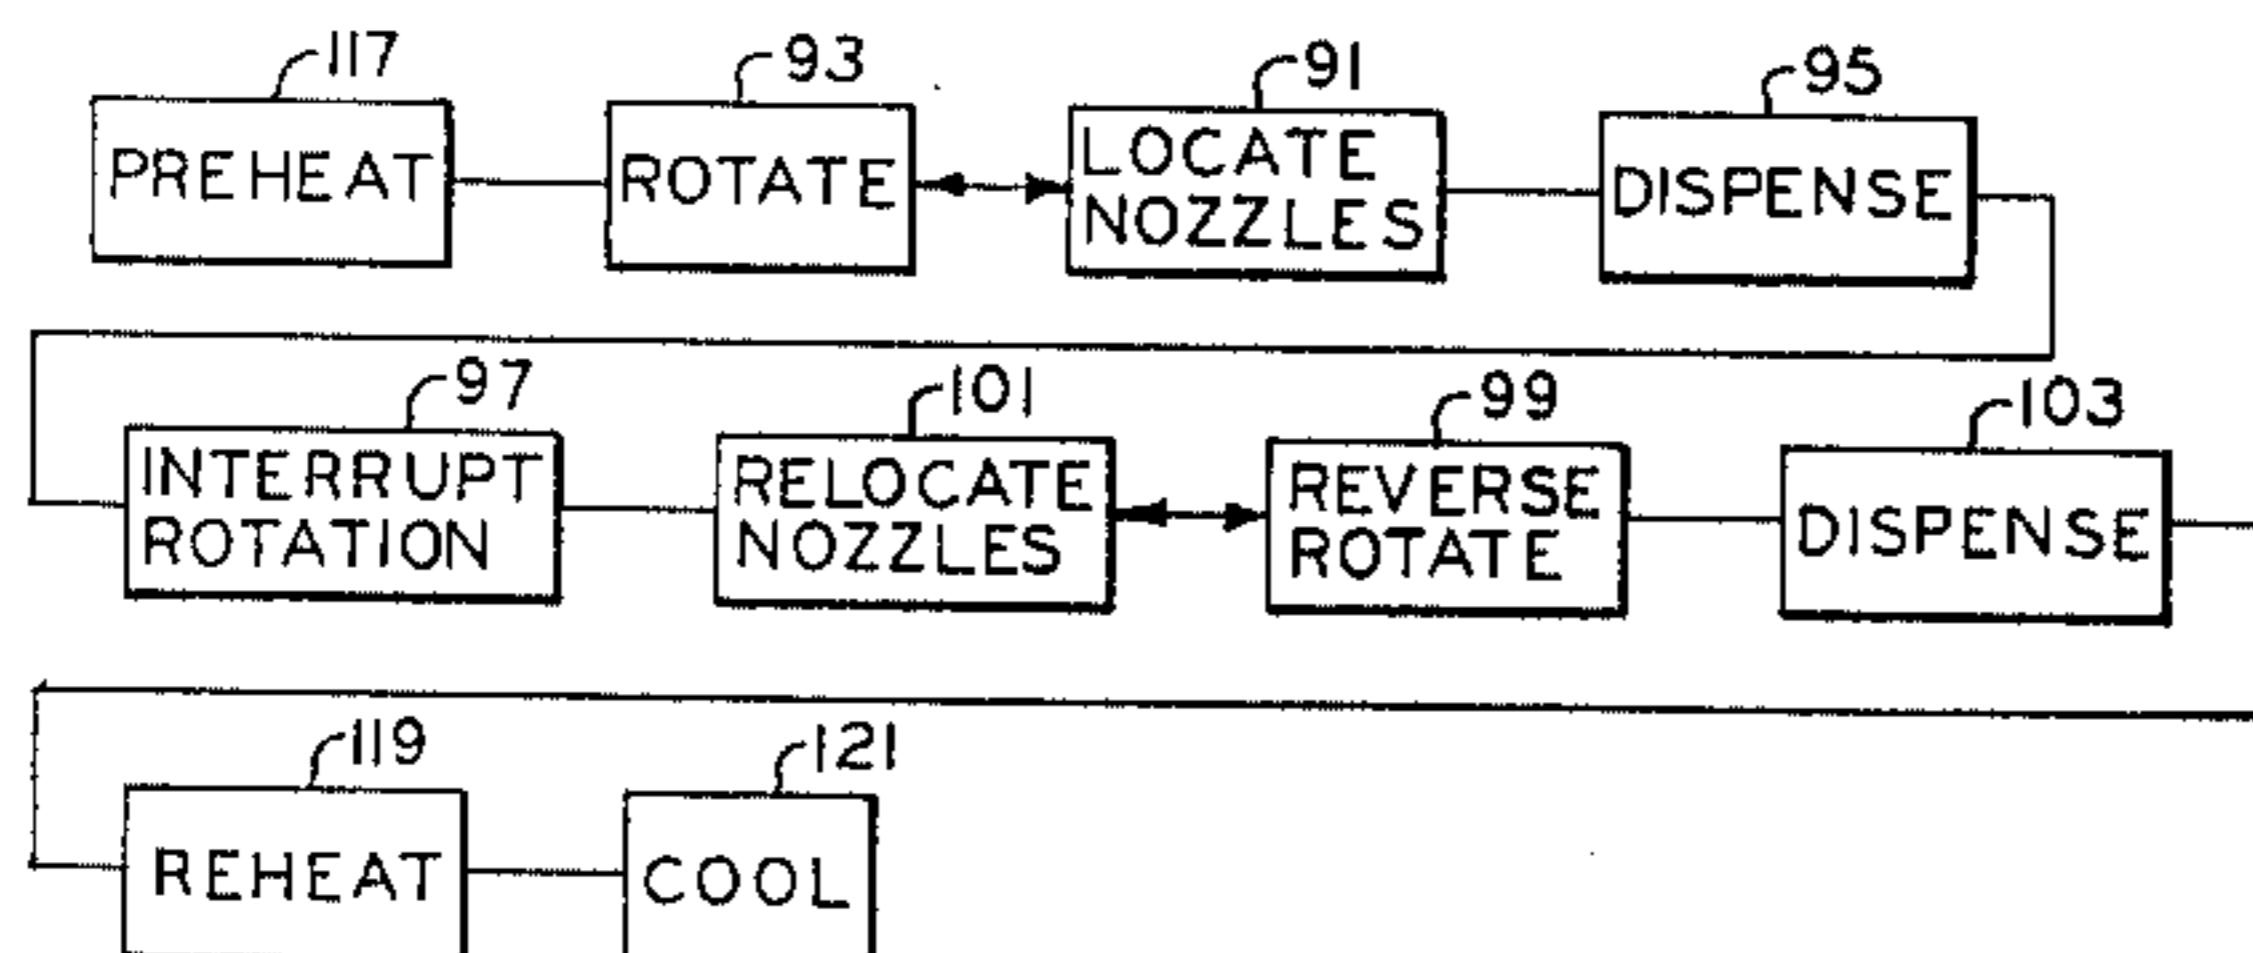 117
93
91
95
PREHEAT
ROTATE
LOCATE
NOZZLES
DISPENSE
97
101
99
103
INTERRUPT
ROTATION
RELOCATE
NOZZLES
REVERSE
ROTATE
DISPENSE
119
121
REHEAT
COOL